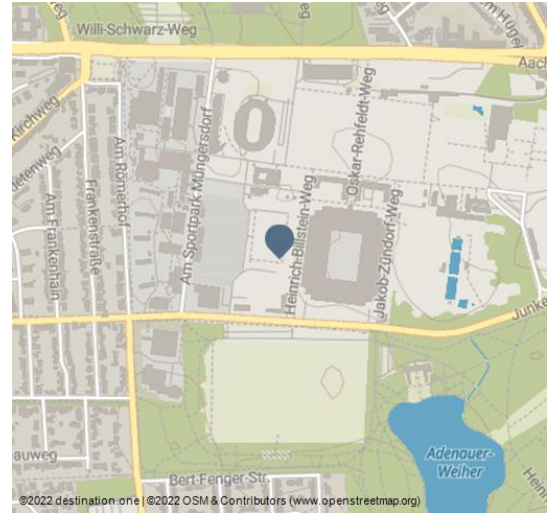 Willi-Schwarz-Weg
Aach
Kirchweg
Am Römerhof
Am Sportpark Müngersdorf
Oskar-Rehfeldt-Weg
Frankenstraße
Am Frankenhain
Heinrich-Billstein-Weg
Jakob-Zündorf-Weg
Junke
Adenauer-
Weiher
auweg
Bert-Fenger-Str.
Hein
©2022 destination.one | ©2022 OSM & Contributors (www.openstreetmap.org)